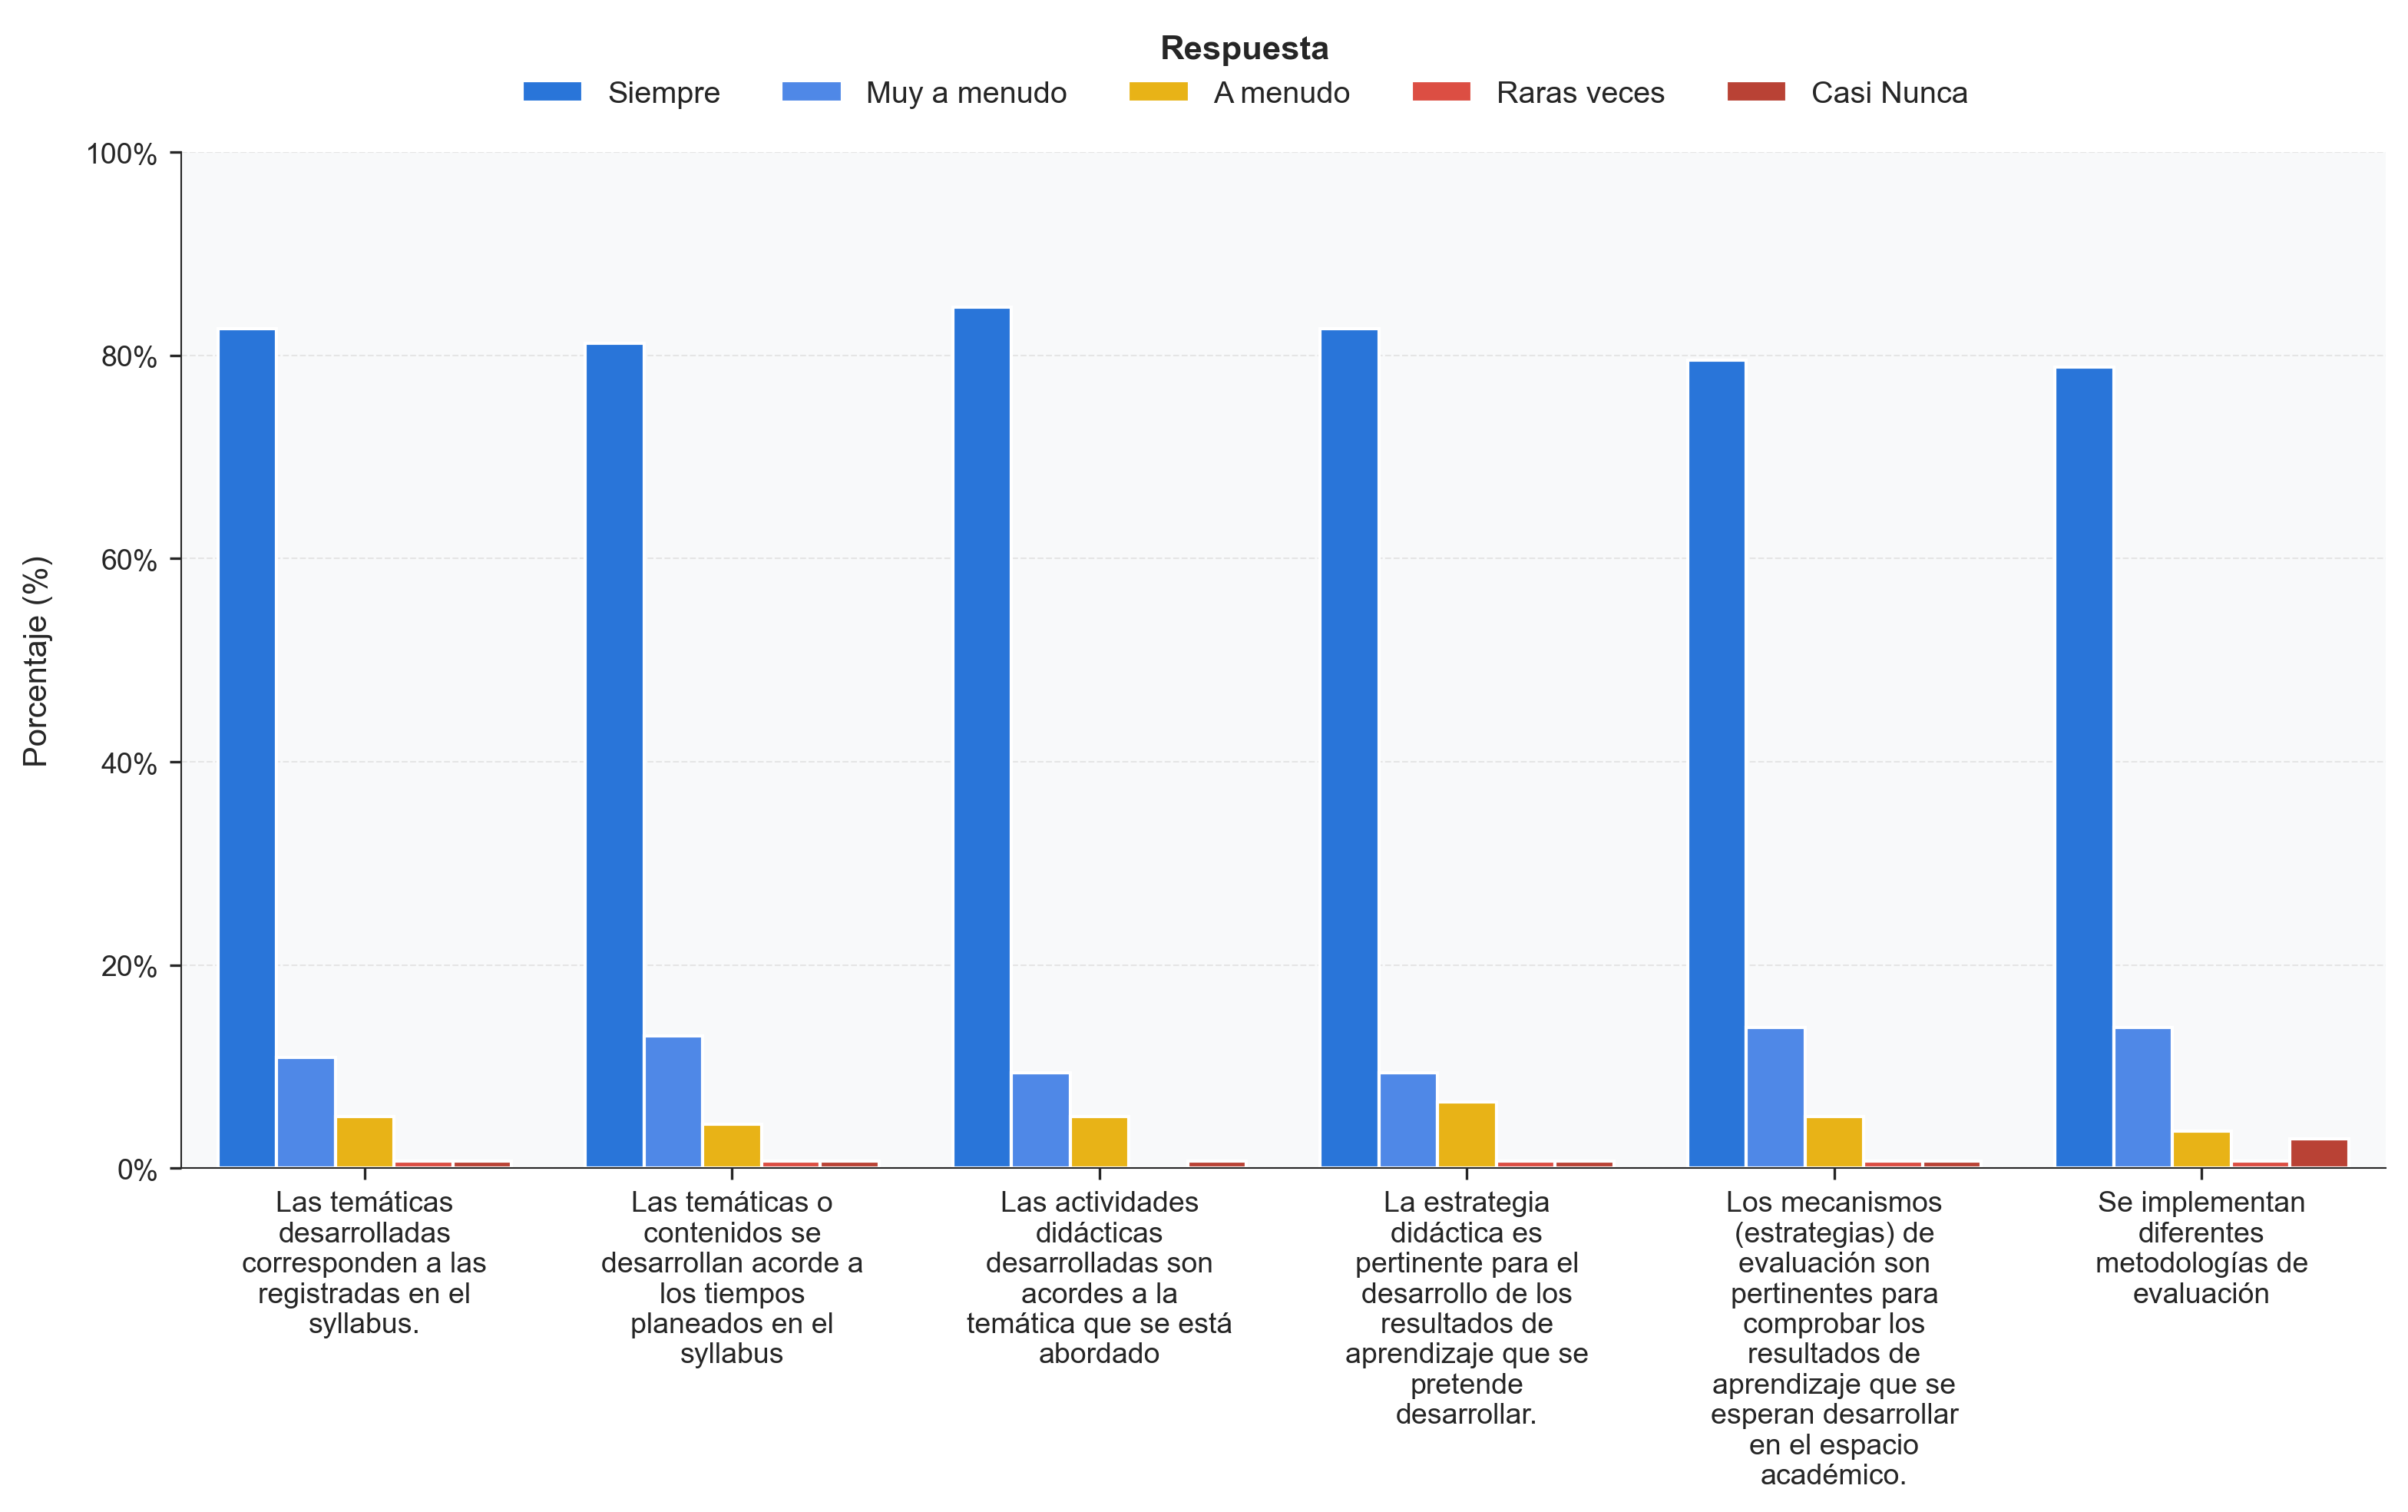 Respuesta
Siempre Muy a menudo A menudo Raras veces Casi Nunca
Porcentaje (%)
100%
80%
60%
40%
20%
0%
Las temáticas
desarrolladas
corresponden a las
registradas en el
syllabus.
Las temáticas o
contenidos se
desarrollan acorde a
los tiempos
planeados en el
syllabus
Las actividades
didácticas
desarrolladas son
acordes a la
temática que se está
abordado
La estrategia
didáctica es
pertinente para el
desarrollo de los
resultados de
aprendizaje que se
pretende
desarrollar.
Los mecanismos
(estrategias) de
evaluación son
pertinentes para
comprobar los
resultados de
aprendizaje que se
esperan desarrollar
en el espacio
académico.
Se implementan
diferentes
metodologías de
evaluación